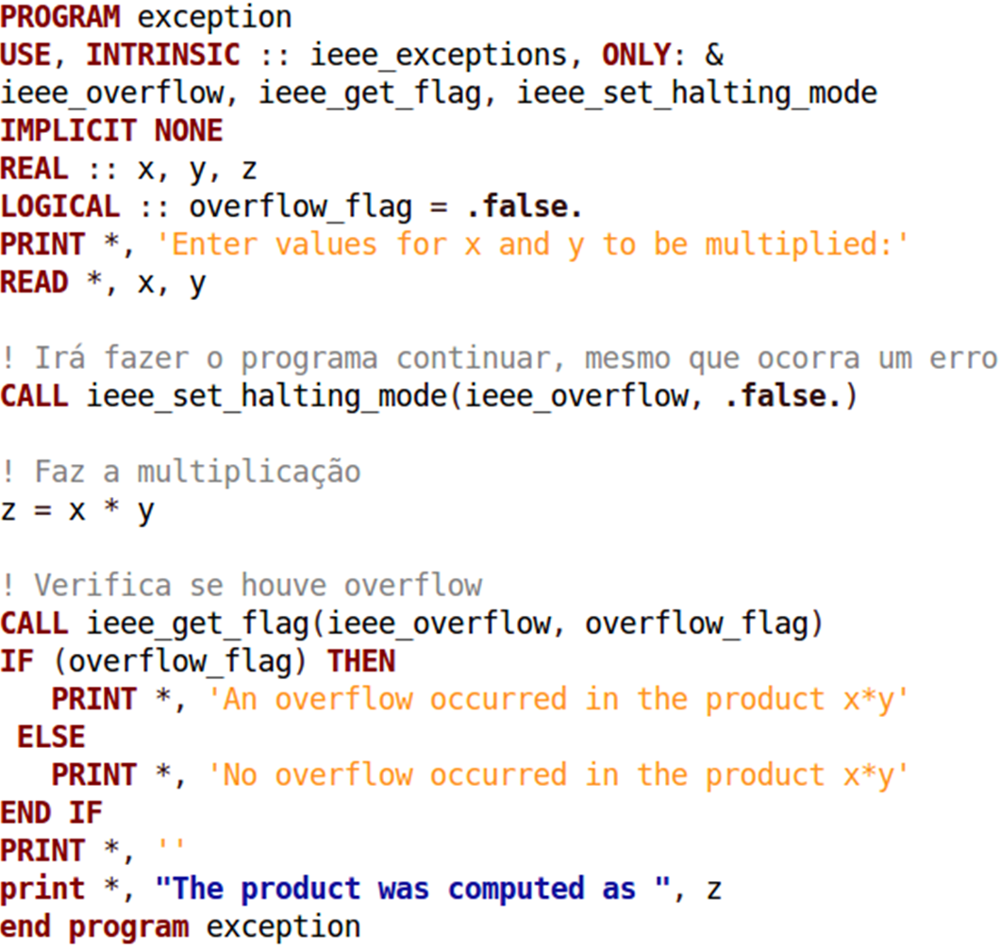 PROGRAM exception
USE, INTRINSIC :: ieee_exceptions, ONLY: &
ieee_overflow, ieee_get_flag, ieee_set_halting_mode
IMPLICIT NONE
REAL :: x, y, z
LOGICAL :: overflow_flag = .false.
PRINT *, 'Enter values for x and y to be multiplied:'
READ *, x, y
! Irá fazer o programa continuar, mesmo que ocorra um erro
CALL ieee_set_halting_mode(ieee_overflow, .false.)
! Faz a multiplicação
z = x * y
! Verifica se houve overflow
CALL ieee_get_flag(ieee_overflow, overflow_flag)
IF (overflow_flag) THEN
   PRINT *, 'An overflow occurred in the product x*y'
 ELSE
   PRINT *, 'No overflow occurred in the product x*y'
END IF
PRINT *, ''
print *, "The product was computed as ", z
end program exception